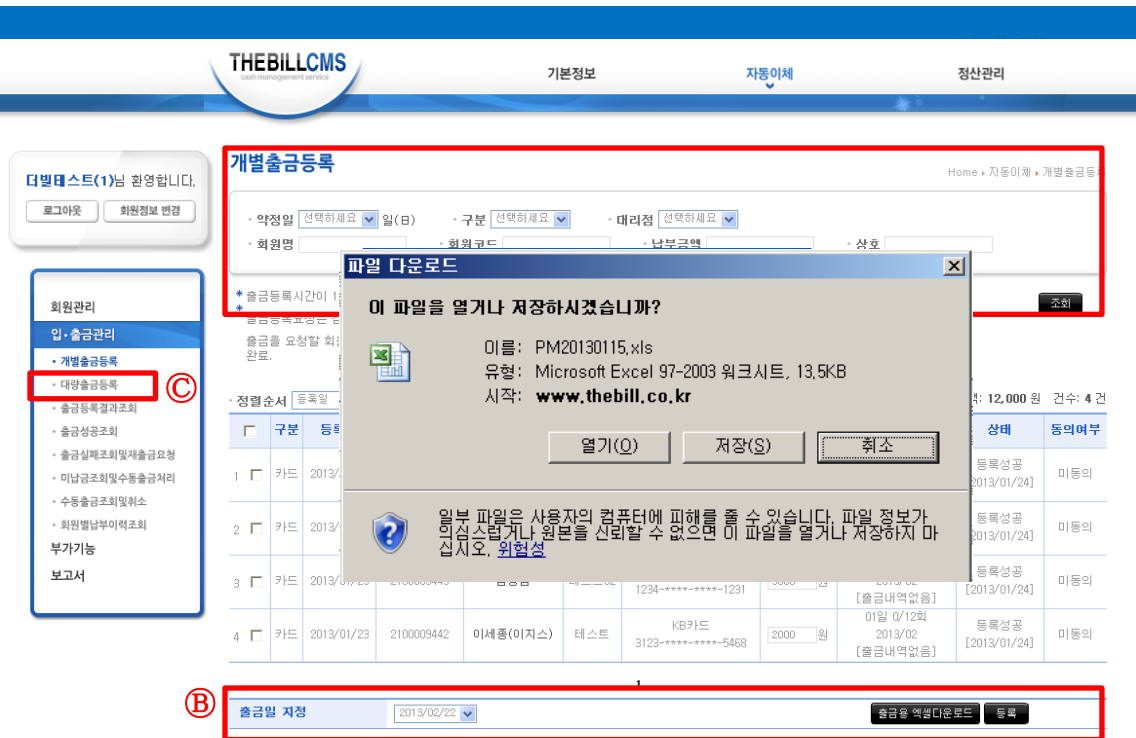 THEBILLCMS
cash management service
기본정보 자동이체 정산관리
더빌테스트(1)님 환영합니다.
로그아웃 회원정보 변경
회원관리
입·출금관리
· 개별출금등록
· 대량출금등록
Ⓒ
· 출금등록결과조회
· 출금성공조회
· 출금실패조회및재출금요청
· 미납금조회및수동출금처리
· 수동출금조회및취소
· 회원별납부이력조회
부가기능
보고서
개별출금등록
Home › 자동이체 › 개별출금등록
· 약정일 선택하세요 일(日) · 구분 선택하세요 · 대리점 선택하세요
· 회원명 · 회원코드 · 납부금액 · 상호
* 출금등록시간이 1
*
출금을 요청할 회
완료.
조회
파일 다운로드
이 파일을 열거나 저장하시겠습니까?
이름: PM20130115.xls
유형: Microsoft Excel 97-2003 워크시트, 13.5KB
시작: www.thebill.co.kr
열기(O) 저장(S) 취소
일부 파일은 사용자의 컴퓨터에 피해를 줄 수 있습니다. 파일 정보가
의심스럽거나 원본을 신뢰할 수 없으면 이 파일을 열거나 저장하지 마
십시오. 위험성
· 정렬순서 등록일
: 12,000 원 건수: 4 건
구분 상태 동의여부
1 카드 2013/ 등록성공 2013/01/24] 미동의
2 카드 2013/ 등록성공 2013/01/24] 미동의
3 카드 2013/01/23 2100009443 1234-****-****-1231 원 2013/02 [출금내역없음] 등록성공 [2013/01/24] 미동의
4 카드 2013/01/23 2100009442 이세종(이지스) 테스트 KB카드 3123-****-****-5468 2000 원 01일 0/12회 2013/02 [출금내역없음] 등록성공 [2013/01/24] 미동의
1
Ⓑ
출금일 지정 2013/02/22 출금용 엑셀다운로드 등록